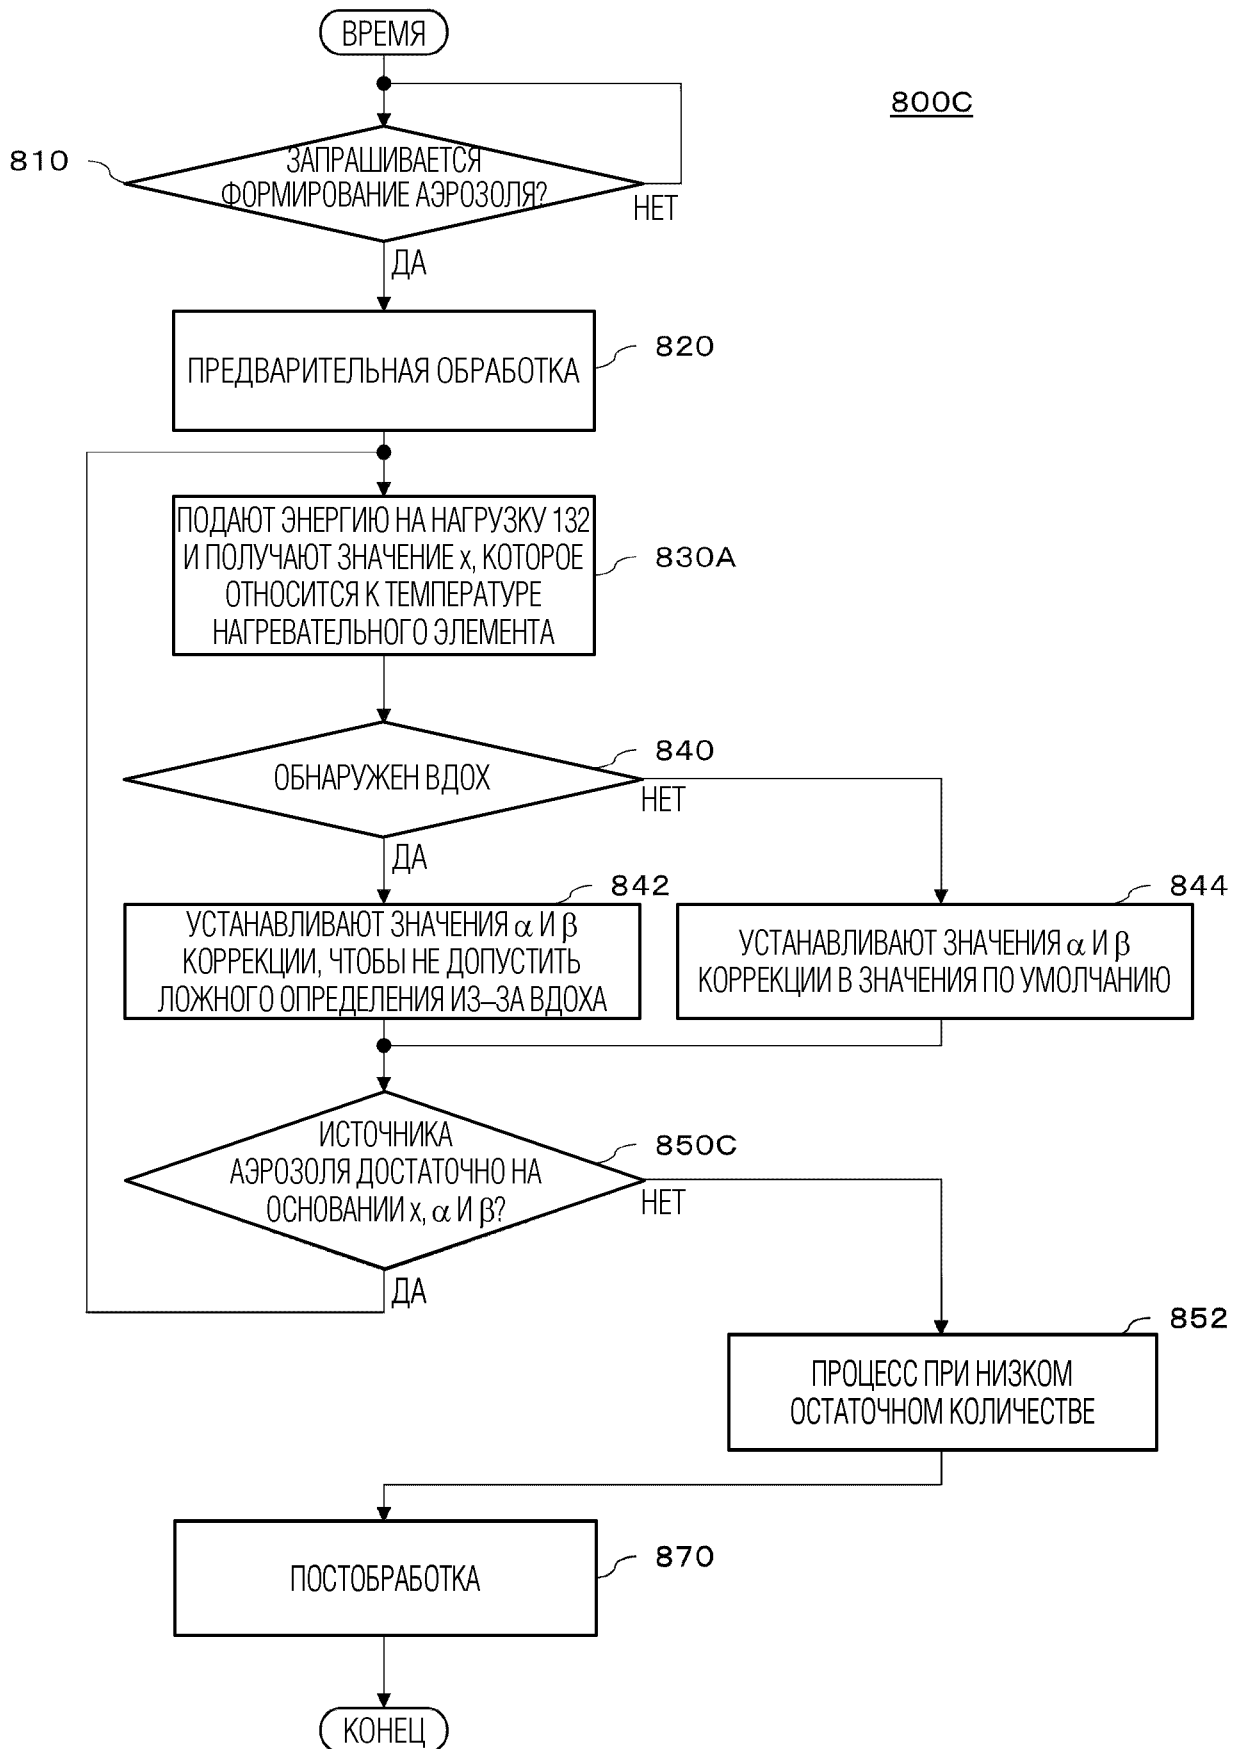 ВРЕМЯ
800C
810
ЗАПРАШИВАЕТСЯ
ФОРМИРОВАНИЕ АЭРОЗОЛЯ?
НЕТ
ДА
820
ПРЕДВАРИТЕЛЬНАЯ ОБРАБОТКА
ПОДАЮТ ЭНЕРГИЮ НА НАГРУЗКУ 132
И ПОЛУЧАЮТ ЗНАЧЕНИЕ x, КОТОРОЕ
ОТНОСИТСЯ К ТЕМПЕРАТУРЕ
НАГРЕВАТЕЛЬНОГО ЭЛЕМЕНТА
830A
840
ОБНАРУЖЕН ВДОХ
НЕТ
ДА
842
УСТАНАВЛИВАЮТ ЗНАЧЕНИЯ α И β
КОРРЕКЦИИ, ЧТОБЫ НЕ ДОПУСТИТЬ
ЛОЖНОГО ОПРЕДЕЛЕНИЯ ИЗ–ЗА ВДОХА
844
УСТАНАВЛИВАЮТ ЗНАЧЕНИЯ α И β
КОРРЕКЦИИ В ЗНАЧЕНИЯ ПО УМОЛЧАНИЮ
ИСТОЧНИКА
АЭРОЗОЛЯ ДОСТАТОЧНО НА
ОСНОВАНИИ x, α И β?
850C
НЕТ
ДА
852
ПРОЦЕСС ПРИ НИЗКОМ
ОСТАТОЧНОМ КОЛИЧЕСТВЕ
870
ПОСТОБРАБОТКА
КОНЕЦ